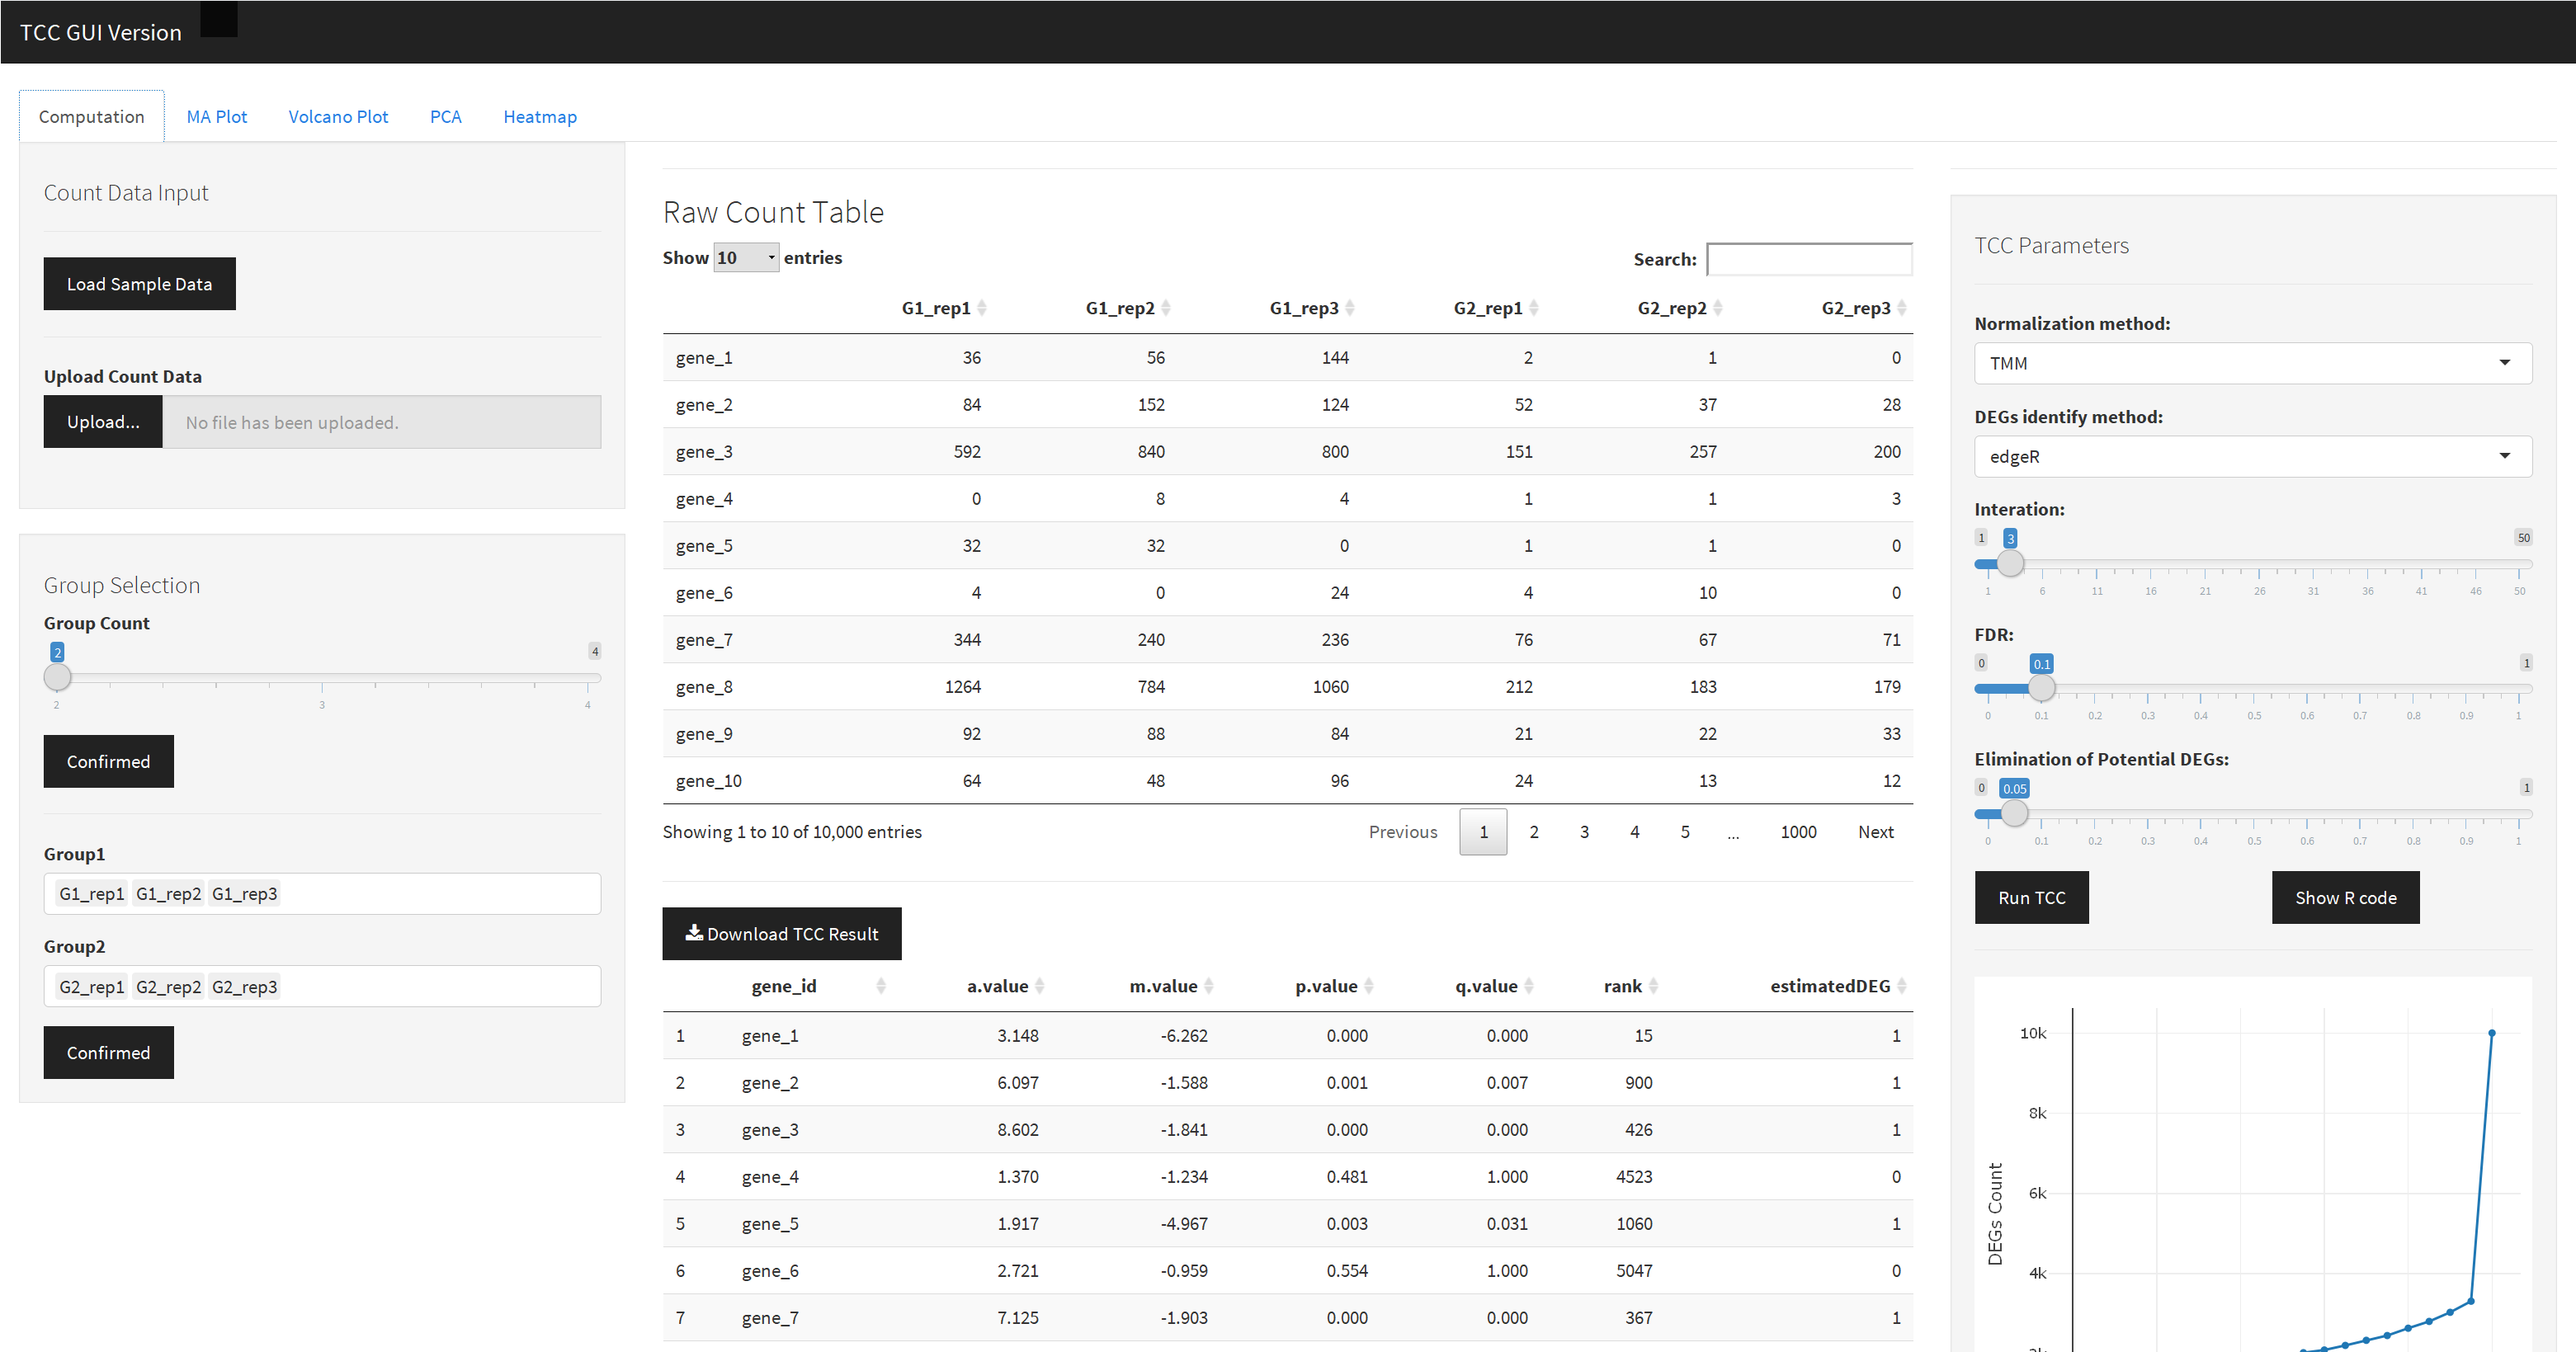 TCC GUI Version
Computation MA Plot Volcano Plot PCA Heatmap
Count Data Input
Load Sample Data
Upload Count Data
Upload... No file has been uploaded.
Group Selection
Group Count
2 4
2 3 4
Confirmed
Group1
G1_rep1 G1_rep2 G1_rep3
Group2
G2_rep1 G2_rep2 G2_rep3
Confirmed
Raw Count Table
Show 10 entries Search:
G1_rep1 G1_rep2 G1_rep3 G2_rep1 G2_rep2 G2_rep3
gene_1 36 56 144 2 1 0
gene_2 84 152 124 52 37 28
gene_3 592 840 800 151 257 200
gene_4 0 8 4 1 1 3
gene_5 32 32 0 1 1 0
gene_6 4 0 24 4 10 0
gene_7 344 240 236 76 67 71
gene_8 1264 784 1060 212 183 179
gene_9 92 88 84 21 22 33
gene_10 64 48 96 24 13 12
Showing 1 to 10 of 10,000 entries Previous 1 2 3 4 5 ... 1000 Next
Download TCC Result
gene_id a.value m.value p.value q.value rank estimatedDEG
1 gene_1 3.148 -6.262 0.000 0.000 15 1
2 gene_2 6.097 -1.588 0.001 0.007 900 1
3 gene_3 8.602 -1.841 0.000 0.000 426 1
4 gene_4 1.370 -1.234 0.481 1.000 4523 0
5 gene_5 1.917 -4.967 0.003 0.031 1060 1
6 gene_6 2.721 -0.959 0.554 1.000 5047 0
7 gene_7 7.125 -1.903 0.000 0.000 367 1
TCC Parameters
Normalization method:
TMM
DEGs identify method:
edgeR
Interation:
1 3 50
1 6 11 16 21 26 31 36 41 46 50
FDR:
0 0.1 1
0 0.1 0.2 0.3 0.4 0.5 0.6 0.7 0.8 0.9 1
Elimination of Potential DEGs:
0 0.05 1
0 0.1 0.2 0.3 0.4 0.5 0.6 0.7 0.8 0.9 1
Run TCC Show R code
10k
8k
6k
4k
DEGs Count